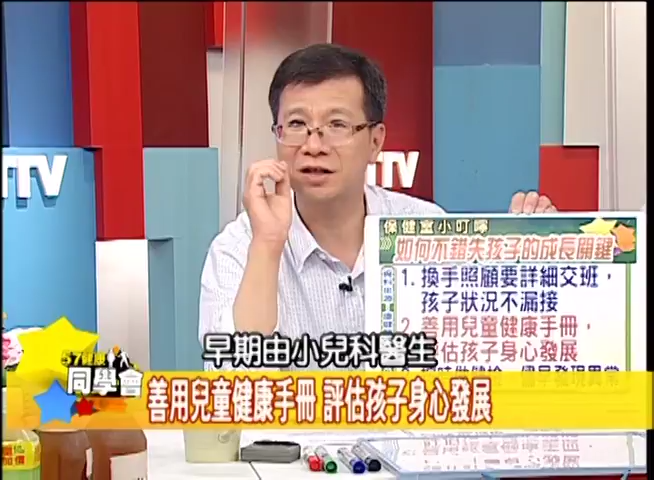 TTV
TTV
保健室小叮嚀
如何不錯失孩子的成長關鍵
1. 換手照顧要詳細交班，
孩子狀況不漏接
2. 善用兒童健康手冊，
評估孩子身心發展
早期由小兒科醫生
57健康
同學會
善用兒童健康手冊 評估孩子身心發展